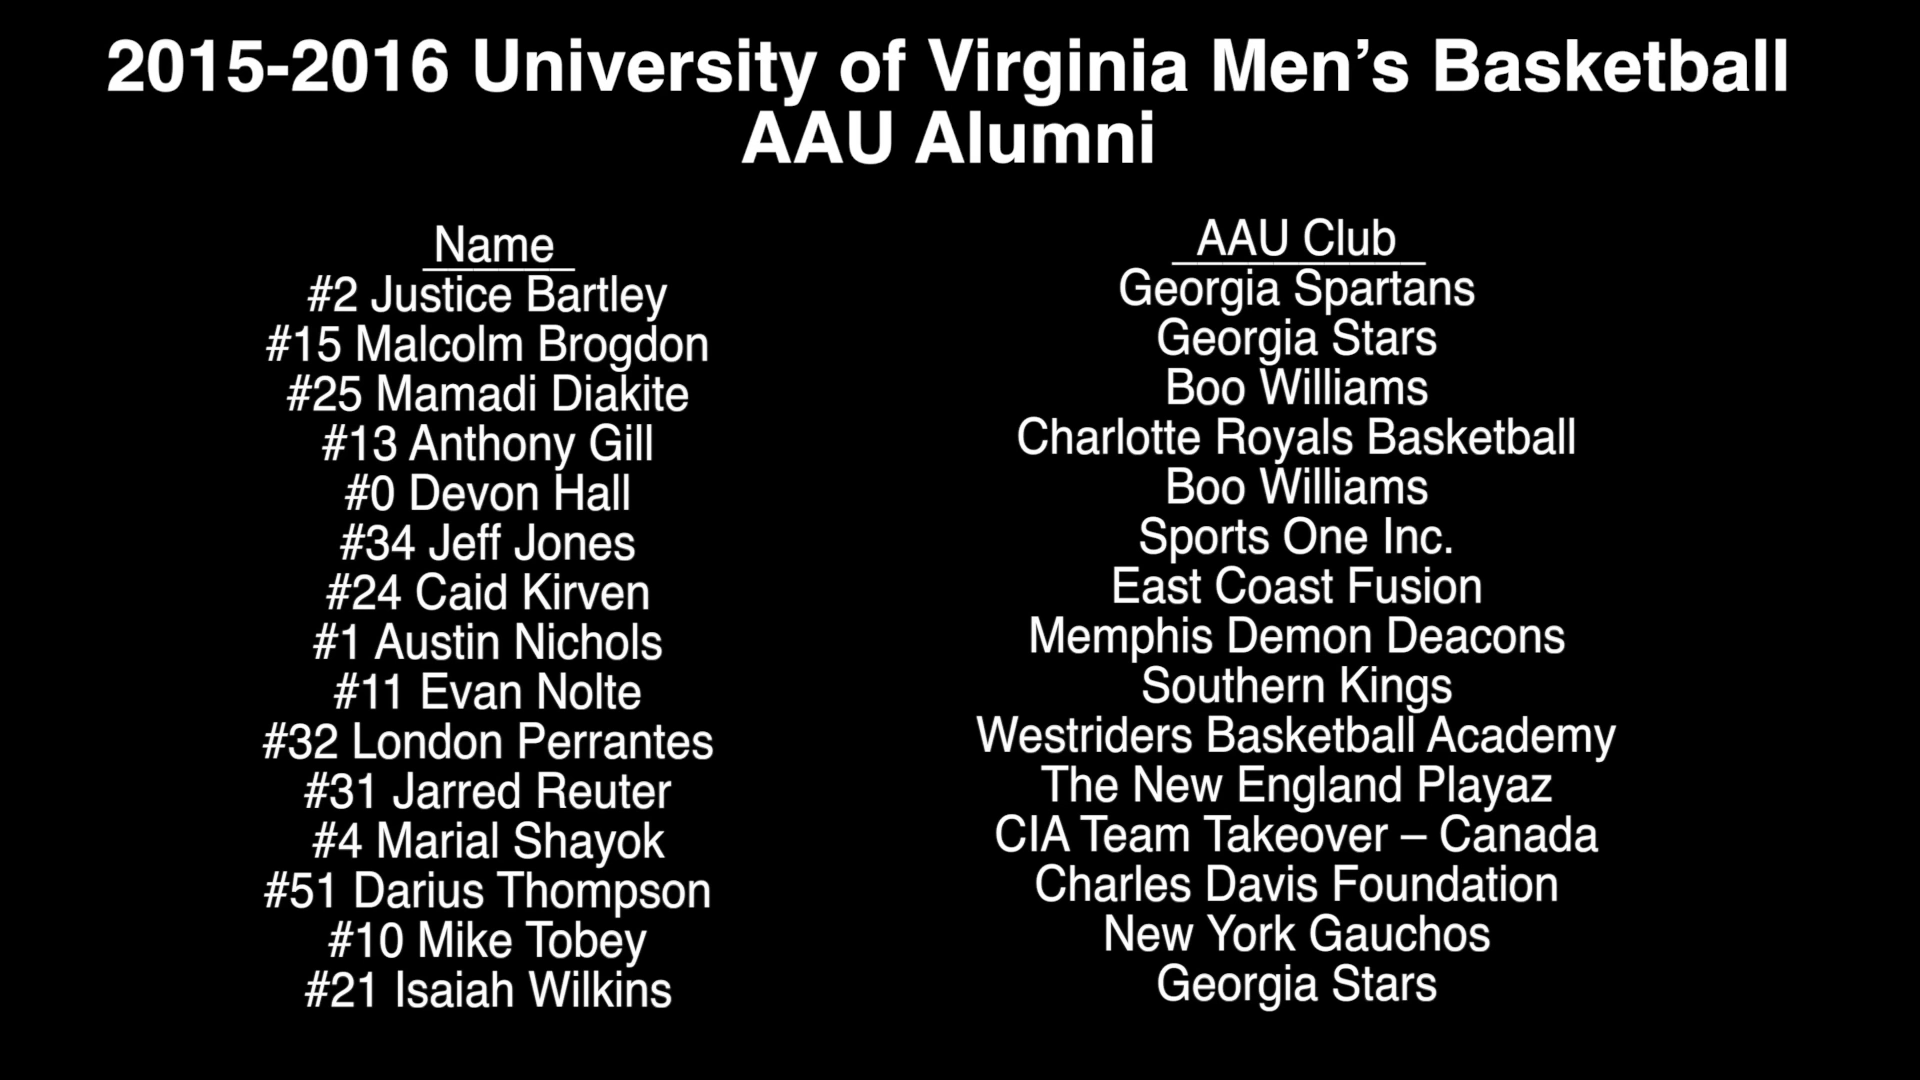 2015-2016 University of Virginia Men’s Basketball
AAU Alumni
Name
#2 Justice Bartley
#15 Malcolm Brogdon
#25 Mamadi Diakite
#13 Anthony Gill
#0 Devon Hall
#34 Jeff Jones
#24 Caid Kirven
#1 Austin Nichols
#11 Evan Nolte
#32 London Perrantes
#31 Jarred Reuter
#4 Marial Shayok
#51 Darius Thompson
#10 Mike Tobey
#21 Isaiah Wilkins
AAU Club
Georgia Spartans
Georgia Stars
Boo Williams
Charlotte Royals Basketball
Boo Williams
Sports One Inc.
East Coast Fusion
Memphis Demon Deacons
Southern Kings
Westriders Basketball Academy
The New England Playaz
CIA Team Takeover – Canada
Charles Davis Foundation
New York Gauchos
Georgia Stars